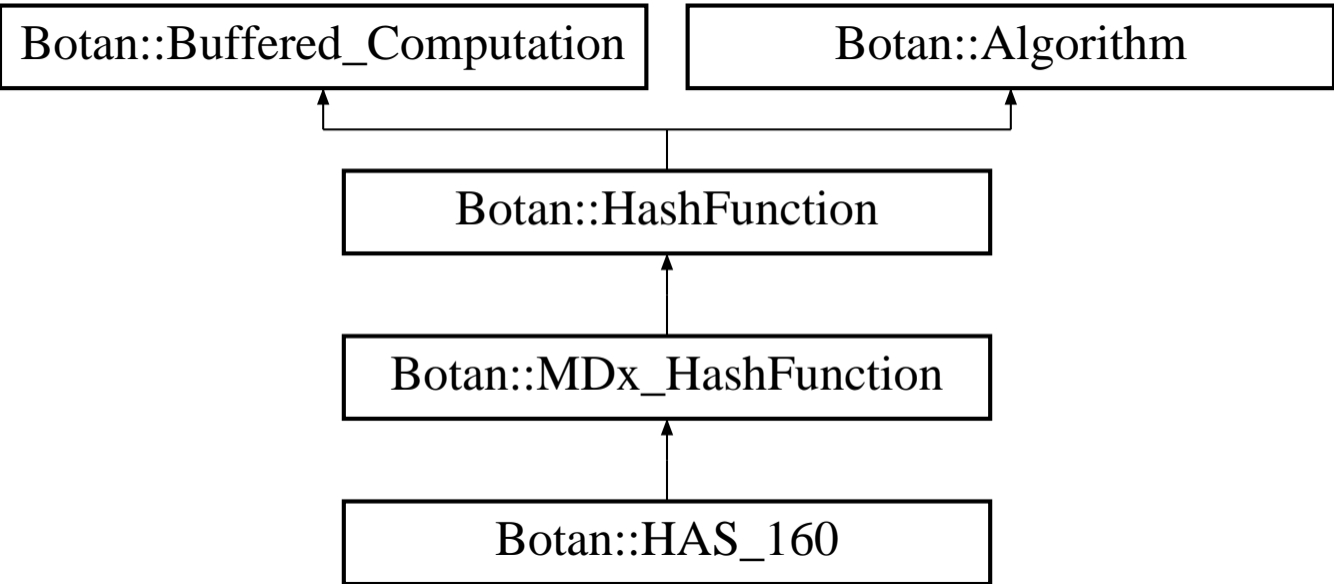 Botan::Buffered_Computation
Botan::Algorithm
Botan::HashFunction
Botan::MDx_HashFunction
Botan::HAS_160